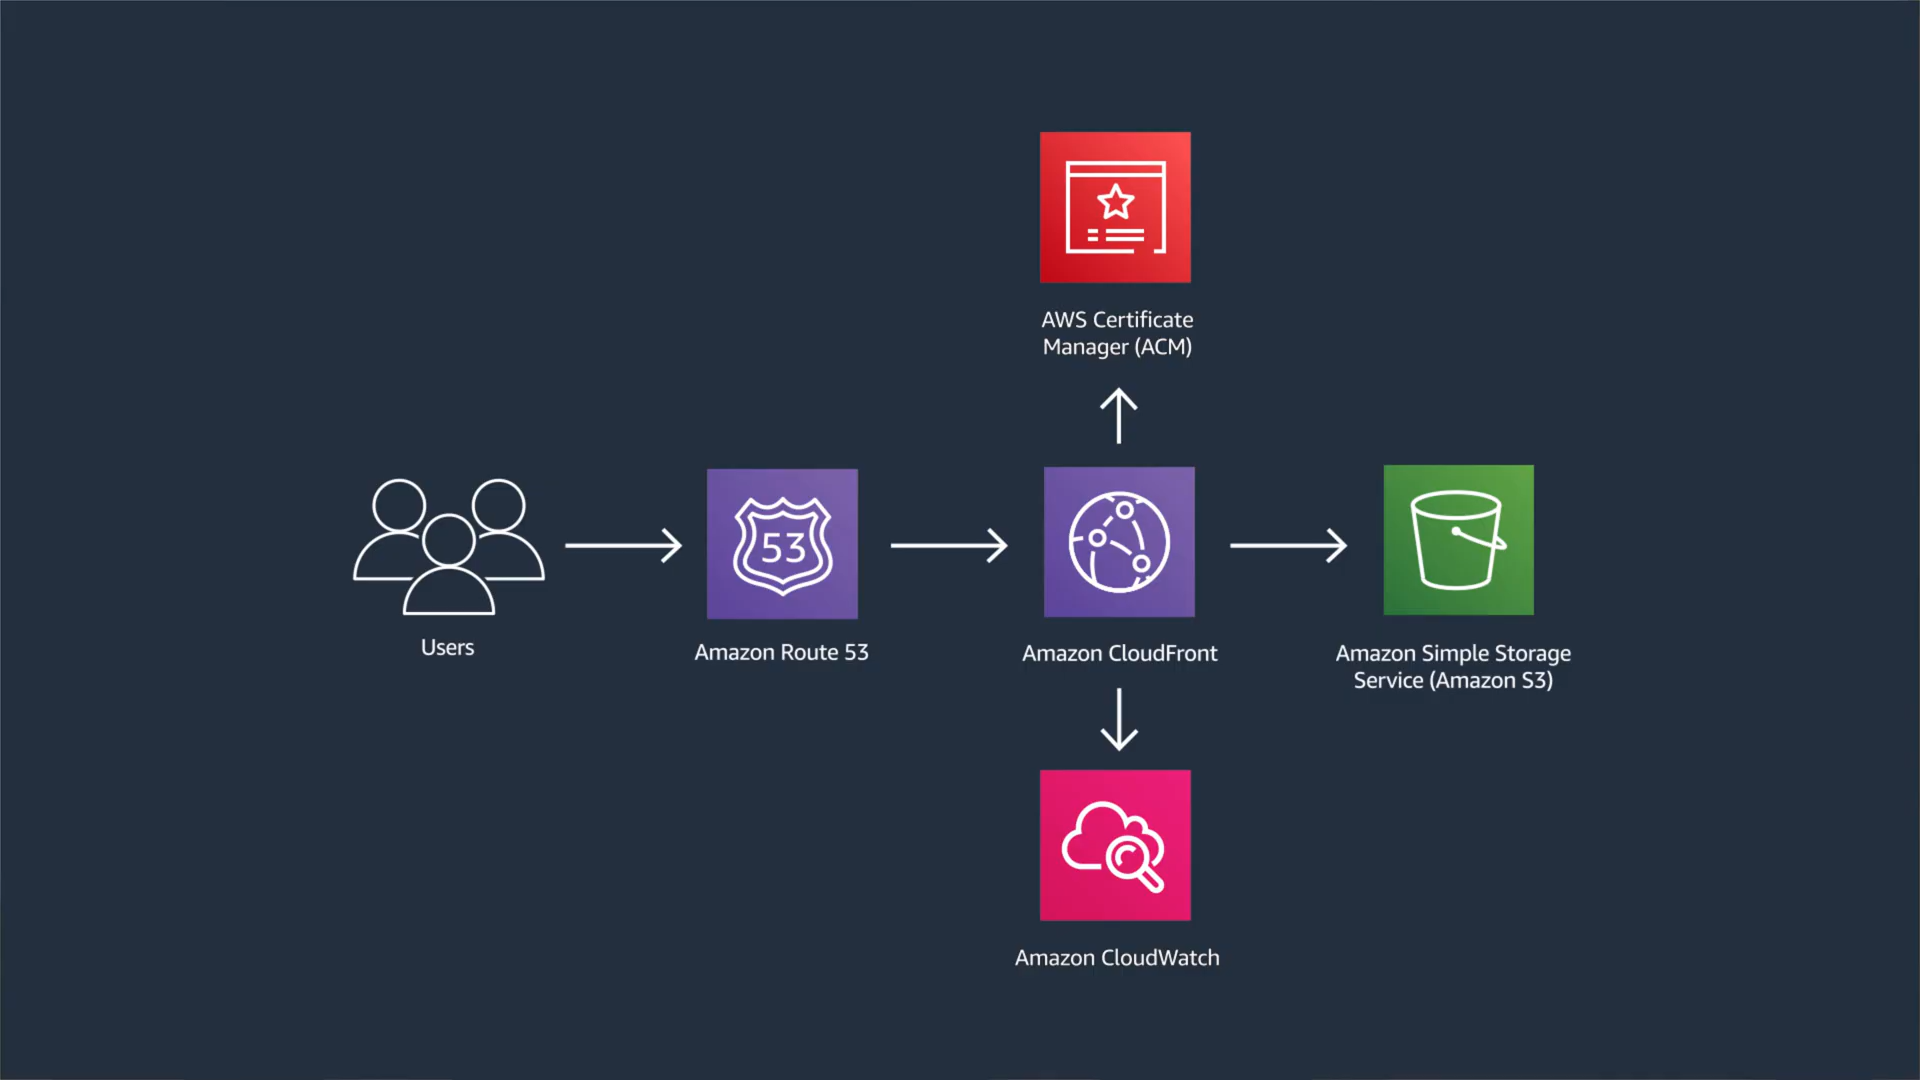 AWS Certificate
Manager (ACM)
53
Users
Amazon Route 53
Amazon CloudFront
Amazon Simple Storage
Service (Amazon S3)
Amazon CloudWatch